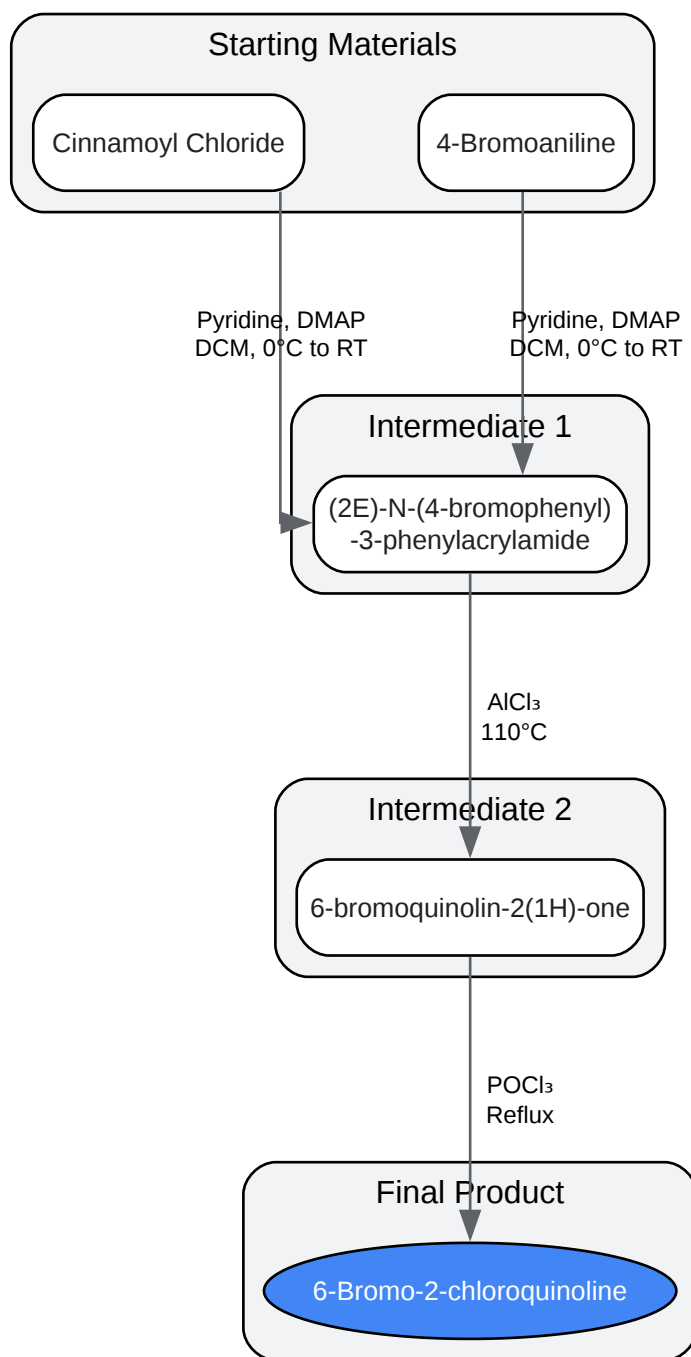 Starting Materials
Cinnamoyl Chloride
4-Bromoaniline
Pyridine, DMAP
DCM, 0°C to RT
Pyridine, DMAP
DCM, 0°C to RT
Intermediate 1
(2E)-N-(4-bromophenyl)
-3-phenylacrylamide
AlCl₃
110°C
Intermediate 2
6-bromoquinolin-2(1H)-one
POCl₃
Reflux
Final Product
6-Bromo-2-chloroquinoline